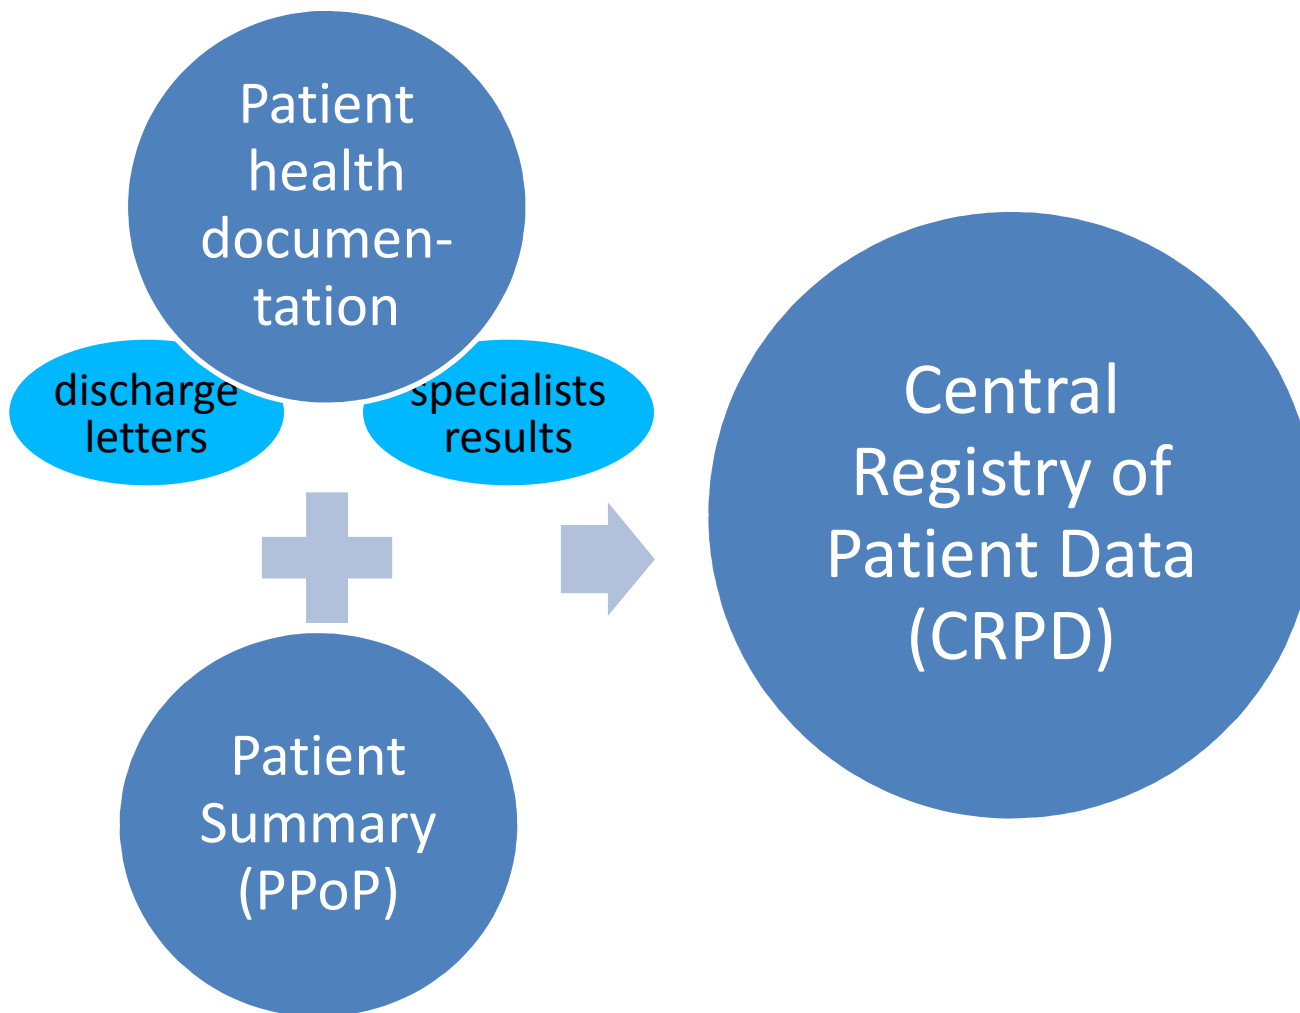 Patient
health
documen-
tation
discharge
letters
specialists
results
Patient
Summary
(PPoP)
Central
Registry of
Patient Data
(CRPD)